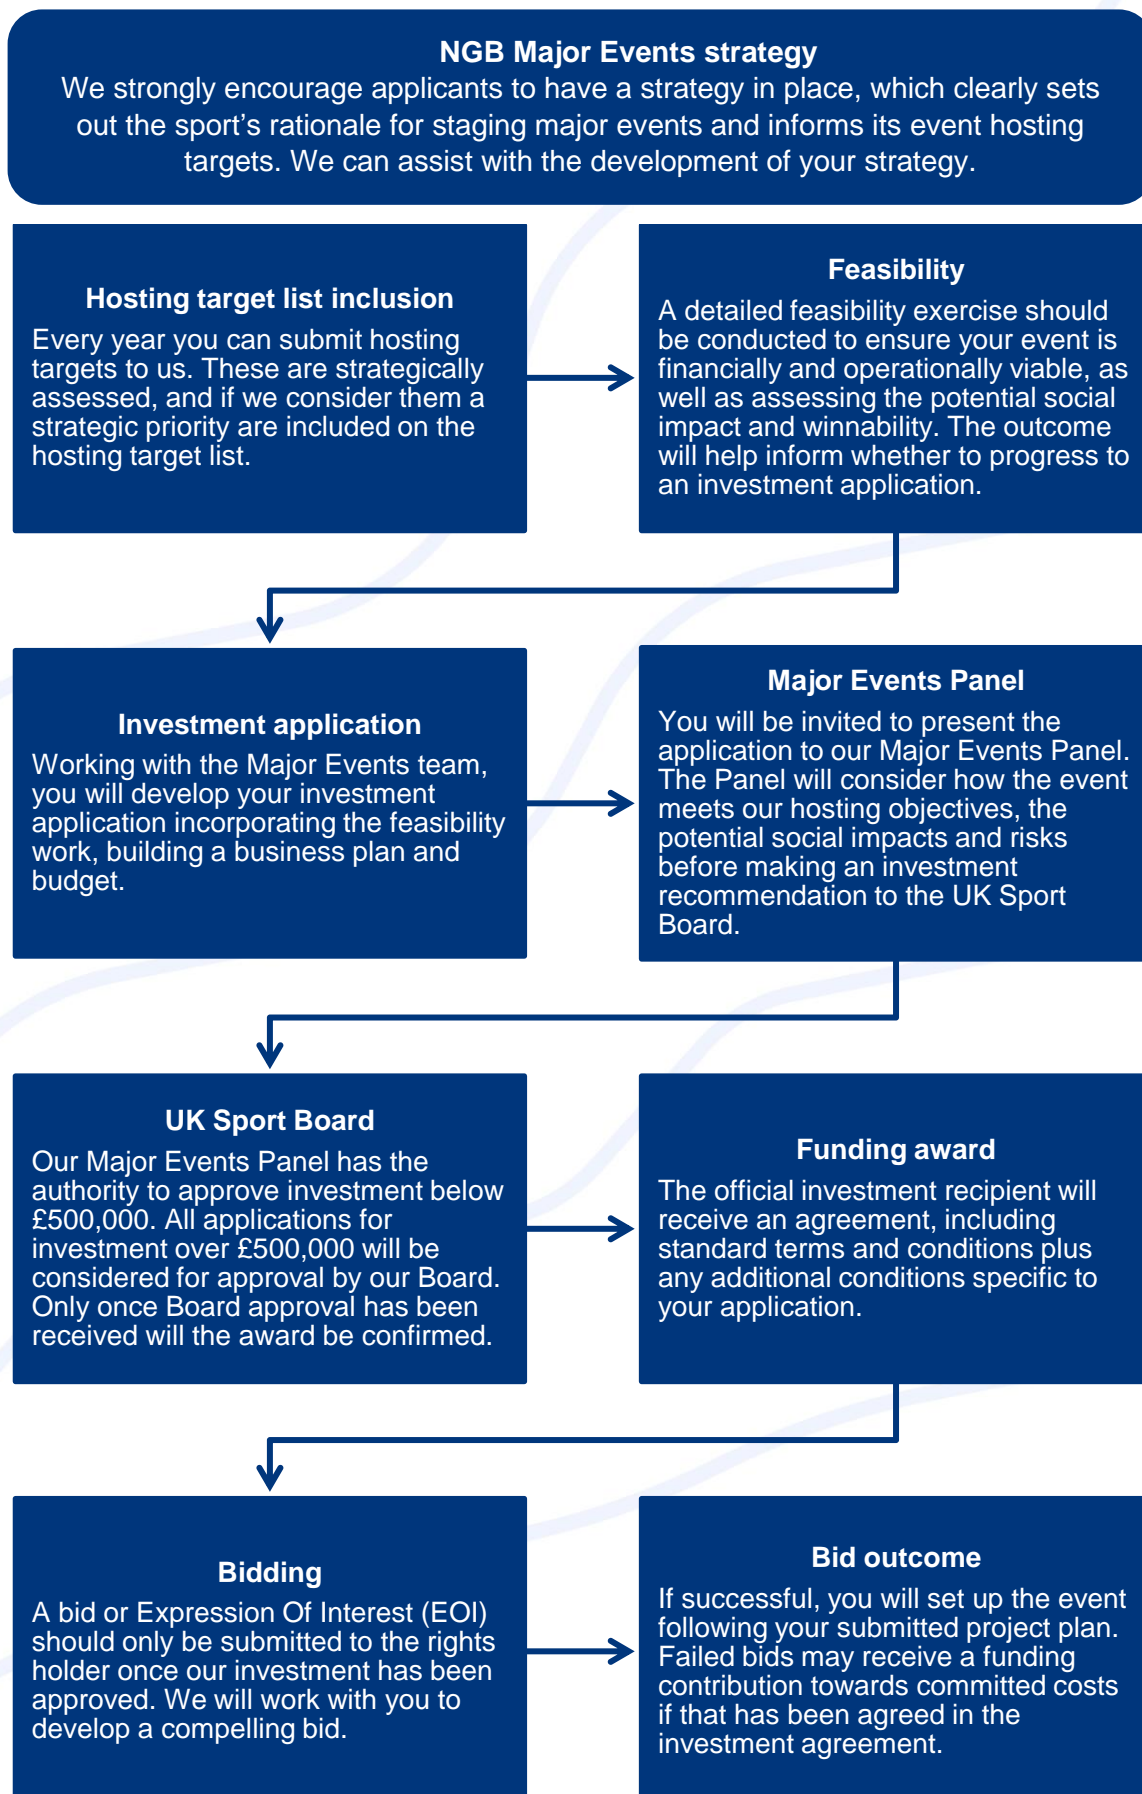 NGB Major Events strategy
We strongly encourage applicants to have a strategy in place, which clearly sets
out the sport's rationale for staging major events and informs its event hosting
targets. We can assist with the development of your strategy.
Hosting target list inclusion
Every year you can submit hosting
targets to us. These are strategically
assessed, and if we consider them a
strategic priority are included on the
hosting target list.
Feasibility
A detailed feasibility exercise should
be conducted to ensure your event is
financially and operationally viable, as
well as assessing the potential social
impact and winnability. The outcome
will help inform whether to progress to
an investment application.
Investment application
Working with the Major Events team,
you will develop your investment
application incorporating the feasibility
work, building a business plan and
budget.
Major Events Panel
You will be invited to present the
application to our Major Events Panel.
The Panel will consider how the event
meets our hosting objectives, the
potential social impacts and risks
before making an investment
recommendation to the UK Sport
Board.
UK Sport Board
Our Major Events Panel has the
authority to approve investment below
£500,000. All applications for
investment over £500,000 will be
considered for approval by our Board.
Only once Board approval has been
received will the award be confirmed.
Funding award
The official investment recipient will
receive an agreement, including
standard terms and conditions plus
any additional conditions specific to
your application.
Bidding
A bid or Expression Of Interest (EOI)
should only be submitted to the rights
holder once our investment has been
approved. We will work with you to
develop a compelling bid.
Bid outcome
If successful, you will set up the event
following your submitted project plan.
Failed bids may receive a funding
contribution towards committed costs
if that has been agreed in the
investment agreement.